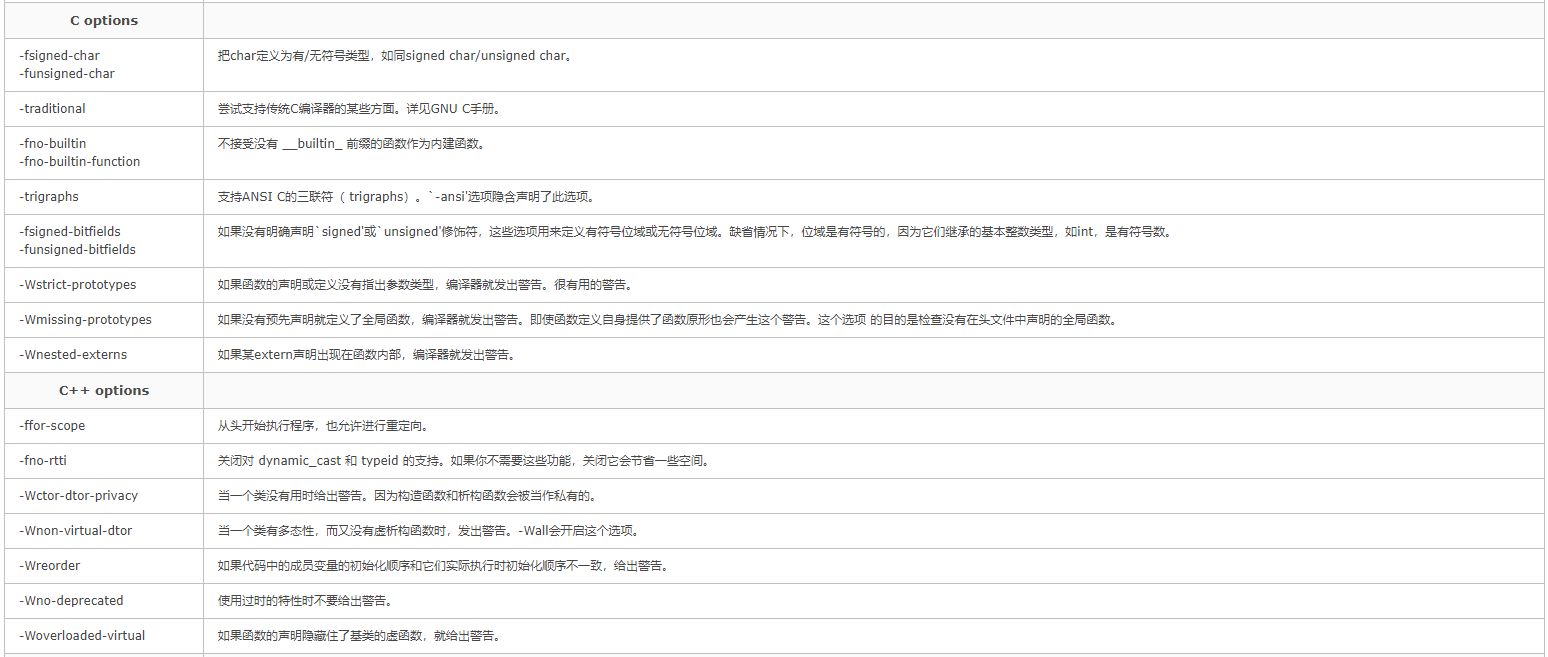 C options
-fsigned-char
-funsigned-char
把char定义为有/无符号类型，如同signed char/unsigned char。
-traditional
尝试支持传统C编译器的某些方面。详见GNU C手册。
-fno-builtin
-fno-builtin-function
不接受没有 __builtin_ 前缀的函数作为内建函数。
-trigraphs
支持ANSI C的三联符（ trigraphs）。`-ansi'选项隐含声明了此选项。
-fsigned-bitfields
-funsigned-bitfields
如果没有明确声明`signed'或`unsigned'修饰符，这些选项用来定义有符号位域或无符号位域。缺省情况下，位域是有符号的，因为它们继承的基本整数类型，如int，是有符号数。
-Wstrict-prototypes
如果函数的声明或定义没有指出参数类型，编译器就发出警告。很有用的警告。
-Wmissing-prototypes
如果没有预先声明就定义了全局函数，编译器就发出警告。即使函数定义自身提供了函数原形也会产生这个警告。这个选项 的目的是检查没有在头文件中声明的全局函数。
-Wnested-externs
如果某extern声明出现在函数内部，编译器就发出警告。
C++ options
-ffor-scope
从头开始执行程序，也允许进行重定向。
-fno-rtti
关闭对 dynamic_cast 和 typeid 的支持。如果你不需要这些功能，关闭它会节省一些空间。
-Wctor-dtor-privacy
当一个类没有用时给出警告。因为构造函数和析构函数会被当作私有的。
-Wnon-virtual-dtor
当一个类有多态性，而又没有虚析构函数时，发出警告。-Wall会开启这个选项。
-Wreorder
如果代码中的成员变量的初始化顺序和它们实际执行时初始化顺序不一致，给出警告。
-Wno-deprecated
使用过时的特性时不要给出警告。
-Woverloaded-virtual
如果函数的声明隐藏住了基类的虚函数，就给出警告。